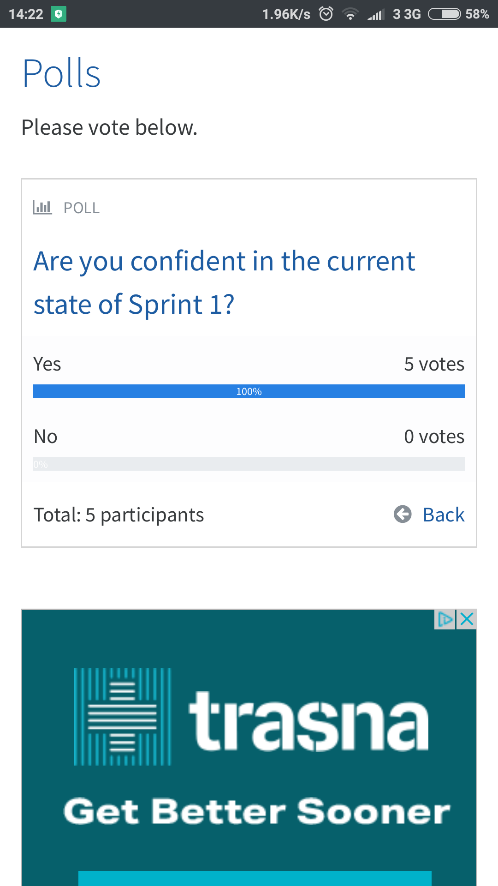 14:22 1.96K/s 3 3G 58%
Polls
Please vote below.
POLL
Are you confident in the current
state of Sprint 1?
Yes 5 votes
100%
No 0 votes
0%
Total: 5 participants Back
trasna
Get Better Sooner